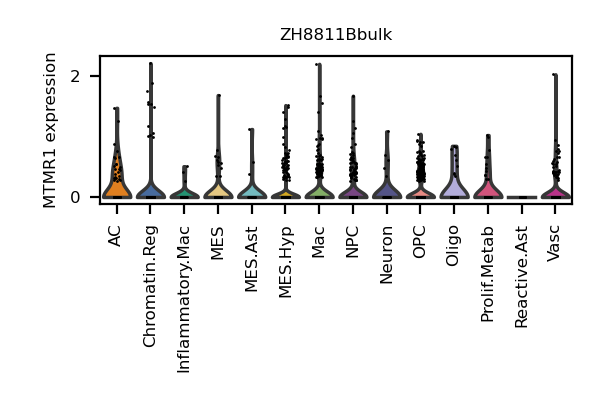 ZH8811Bbulk
MTMR1 expression
2
0
AC
Chromatin.Reg
Inflammatory.Mac
MES
MES.Ast
MES.Hyp
Mac
NPC
Neuron
OPC
Oligo
Prolif.Metab
Reactive.Ast
Vasc